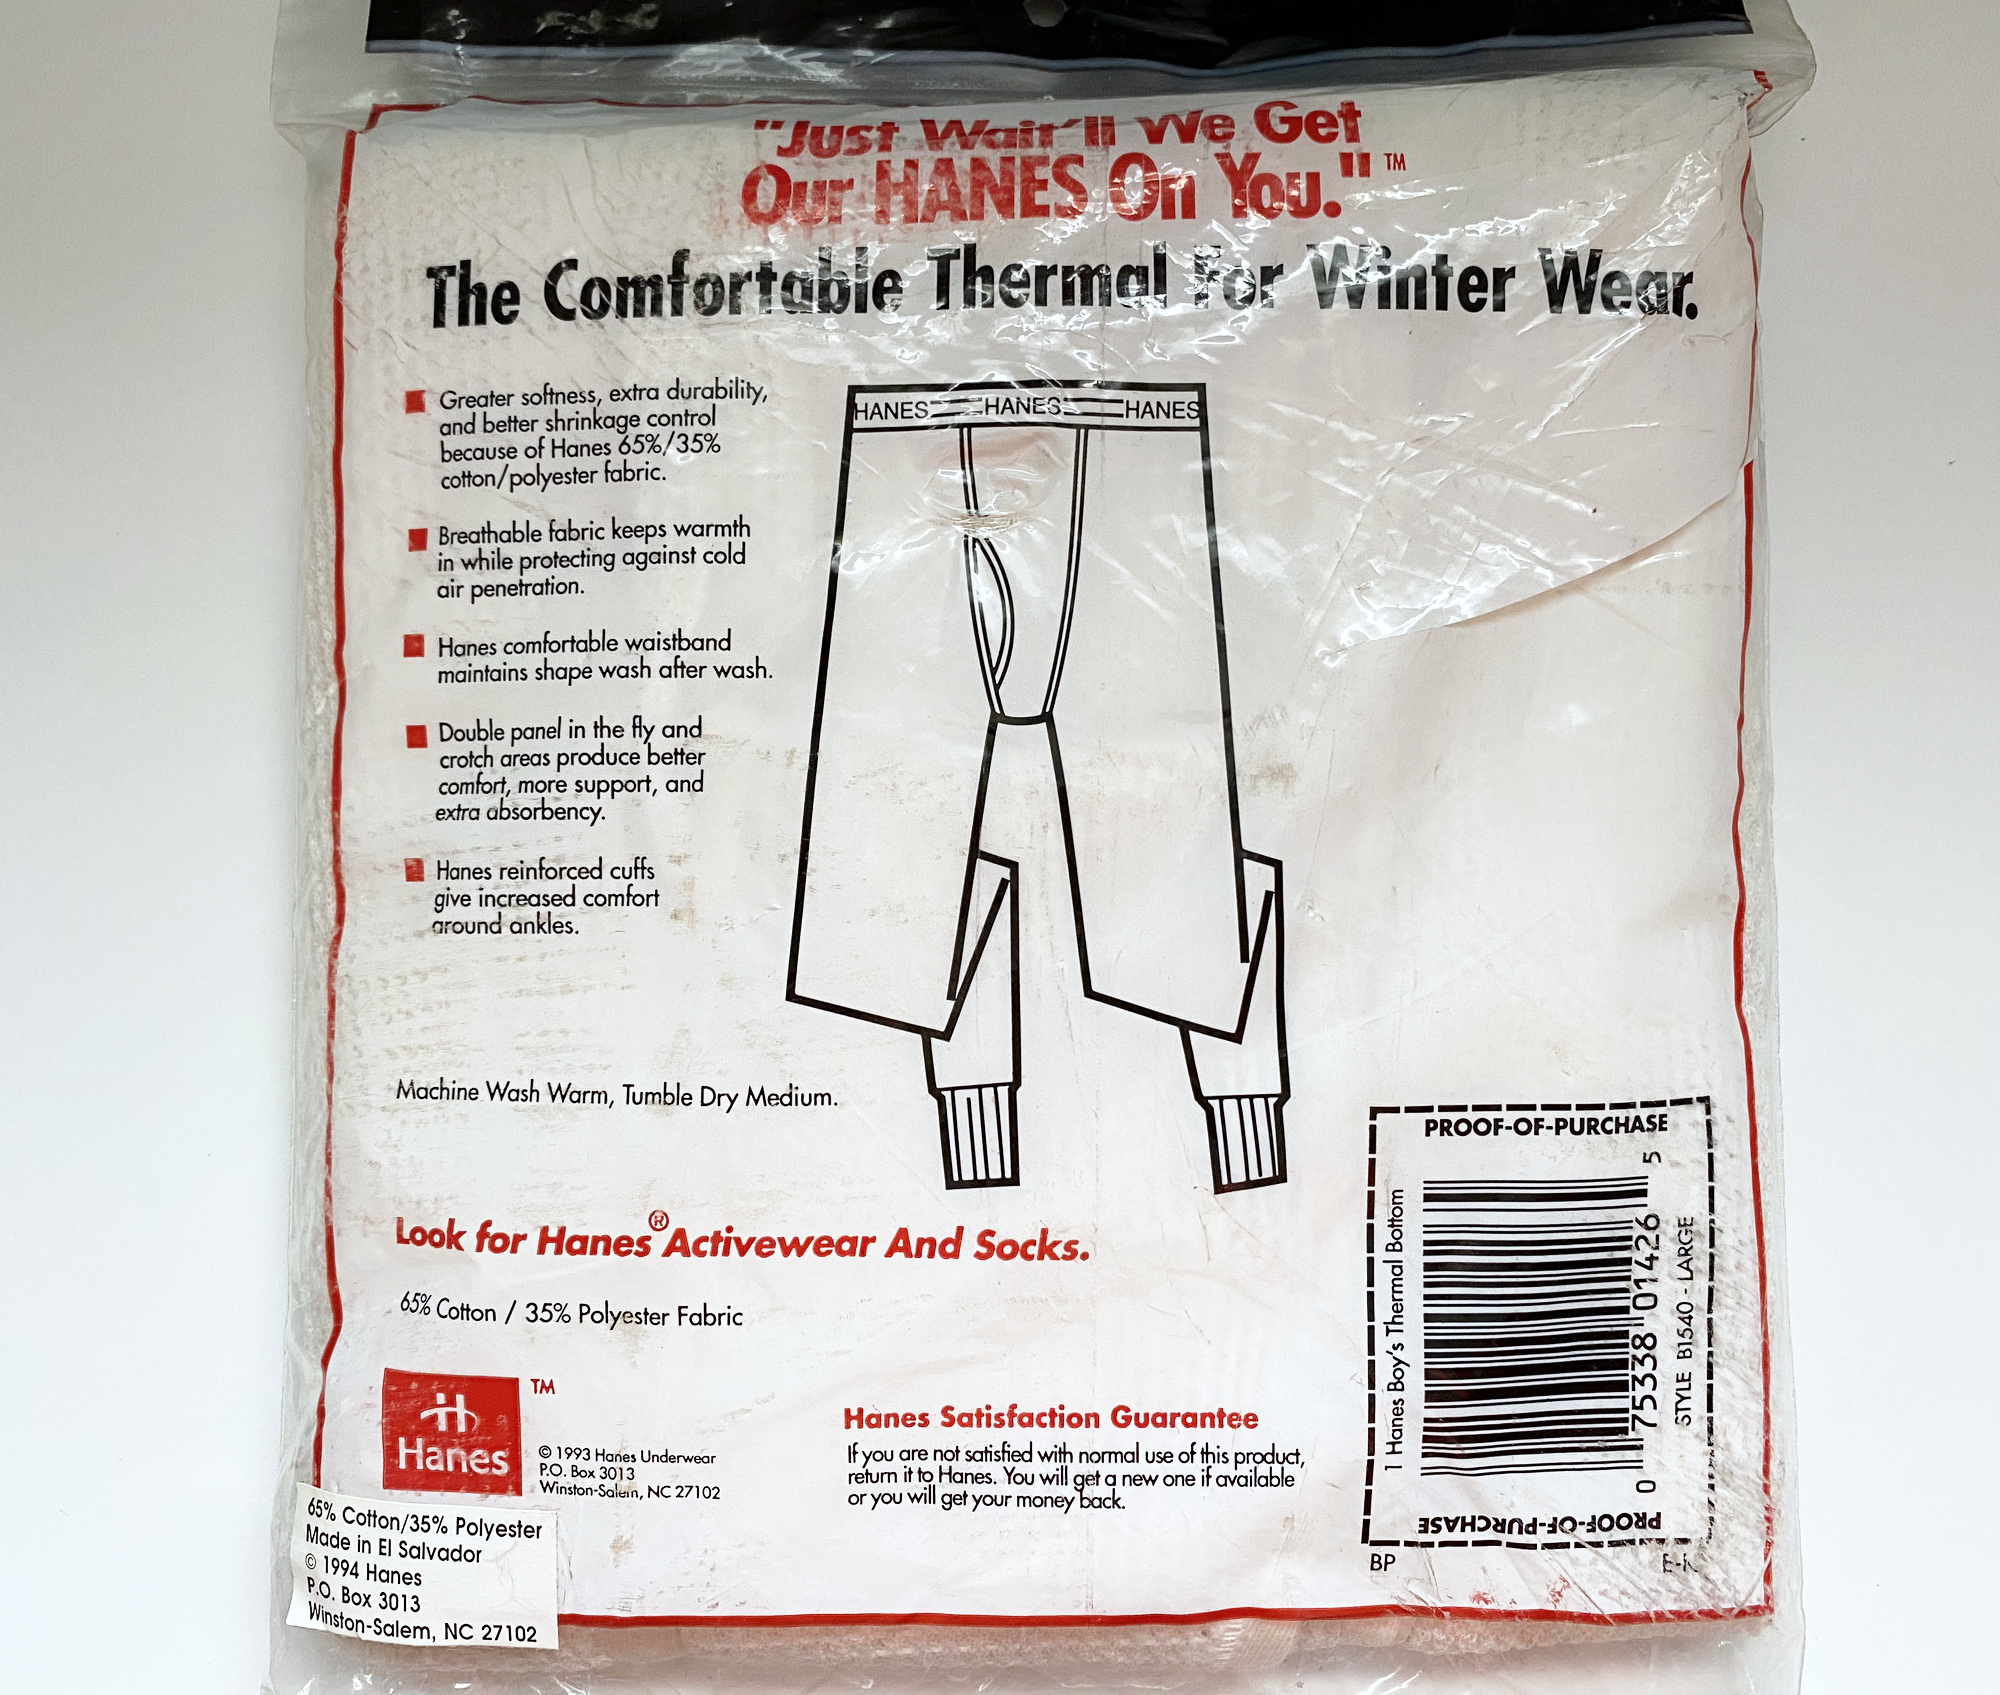 "Just Wait'll We Get
Our HANES On You."™
The Comfortable Thermal For Winter Wear.
Greater softness, extra durability,
and better shrinkage control
because of Hanes 65%/35%
cotton/polyester fabric.
Breathable fabric keeps warmth
in while protecting against cold
air penetration.
Hanes comfortable waistband
maintains shape wash after wash.
Double panel in the fly and
crotch areas produce better
comfort, more support, and
extra absorbency.
Hanes reinforced cuffs
give increased comfort
around ankles.
HANES HANES HANES
Machine Wash Warm, Tumble Dry Medium.
Look for Hanes® Activewear And Socks.
65% Cotton / 35% Polyester Fabric
H ™
Hanes
© 1993 Hanes Underwear
P.O. Box 3013
Winston-Salem, NC 27102
Hanes Satisfaction Guarantee
If you are not satisfied with normal use of this product,
return it to Hanes. You will get a new one if available
or you will get your money back.
65% Cotton/35% Polyester
Made in El Salvador
© 1994 Hanes
P.O. Box 3013
Winston-Salem, NC 27102
PROOF-OF-PURCHASE
1 Hanes Boy's Thermal Bottom
0 75338 01426 5
STYLE B1540 - LARGE
PROOF-OF-PURCHASE
BP